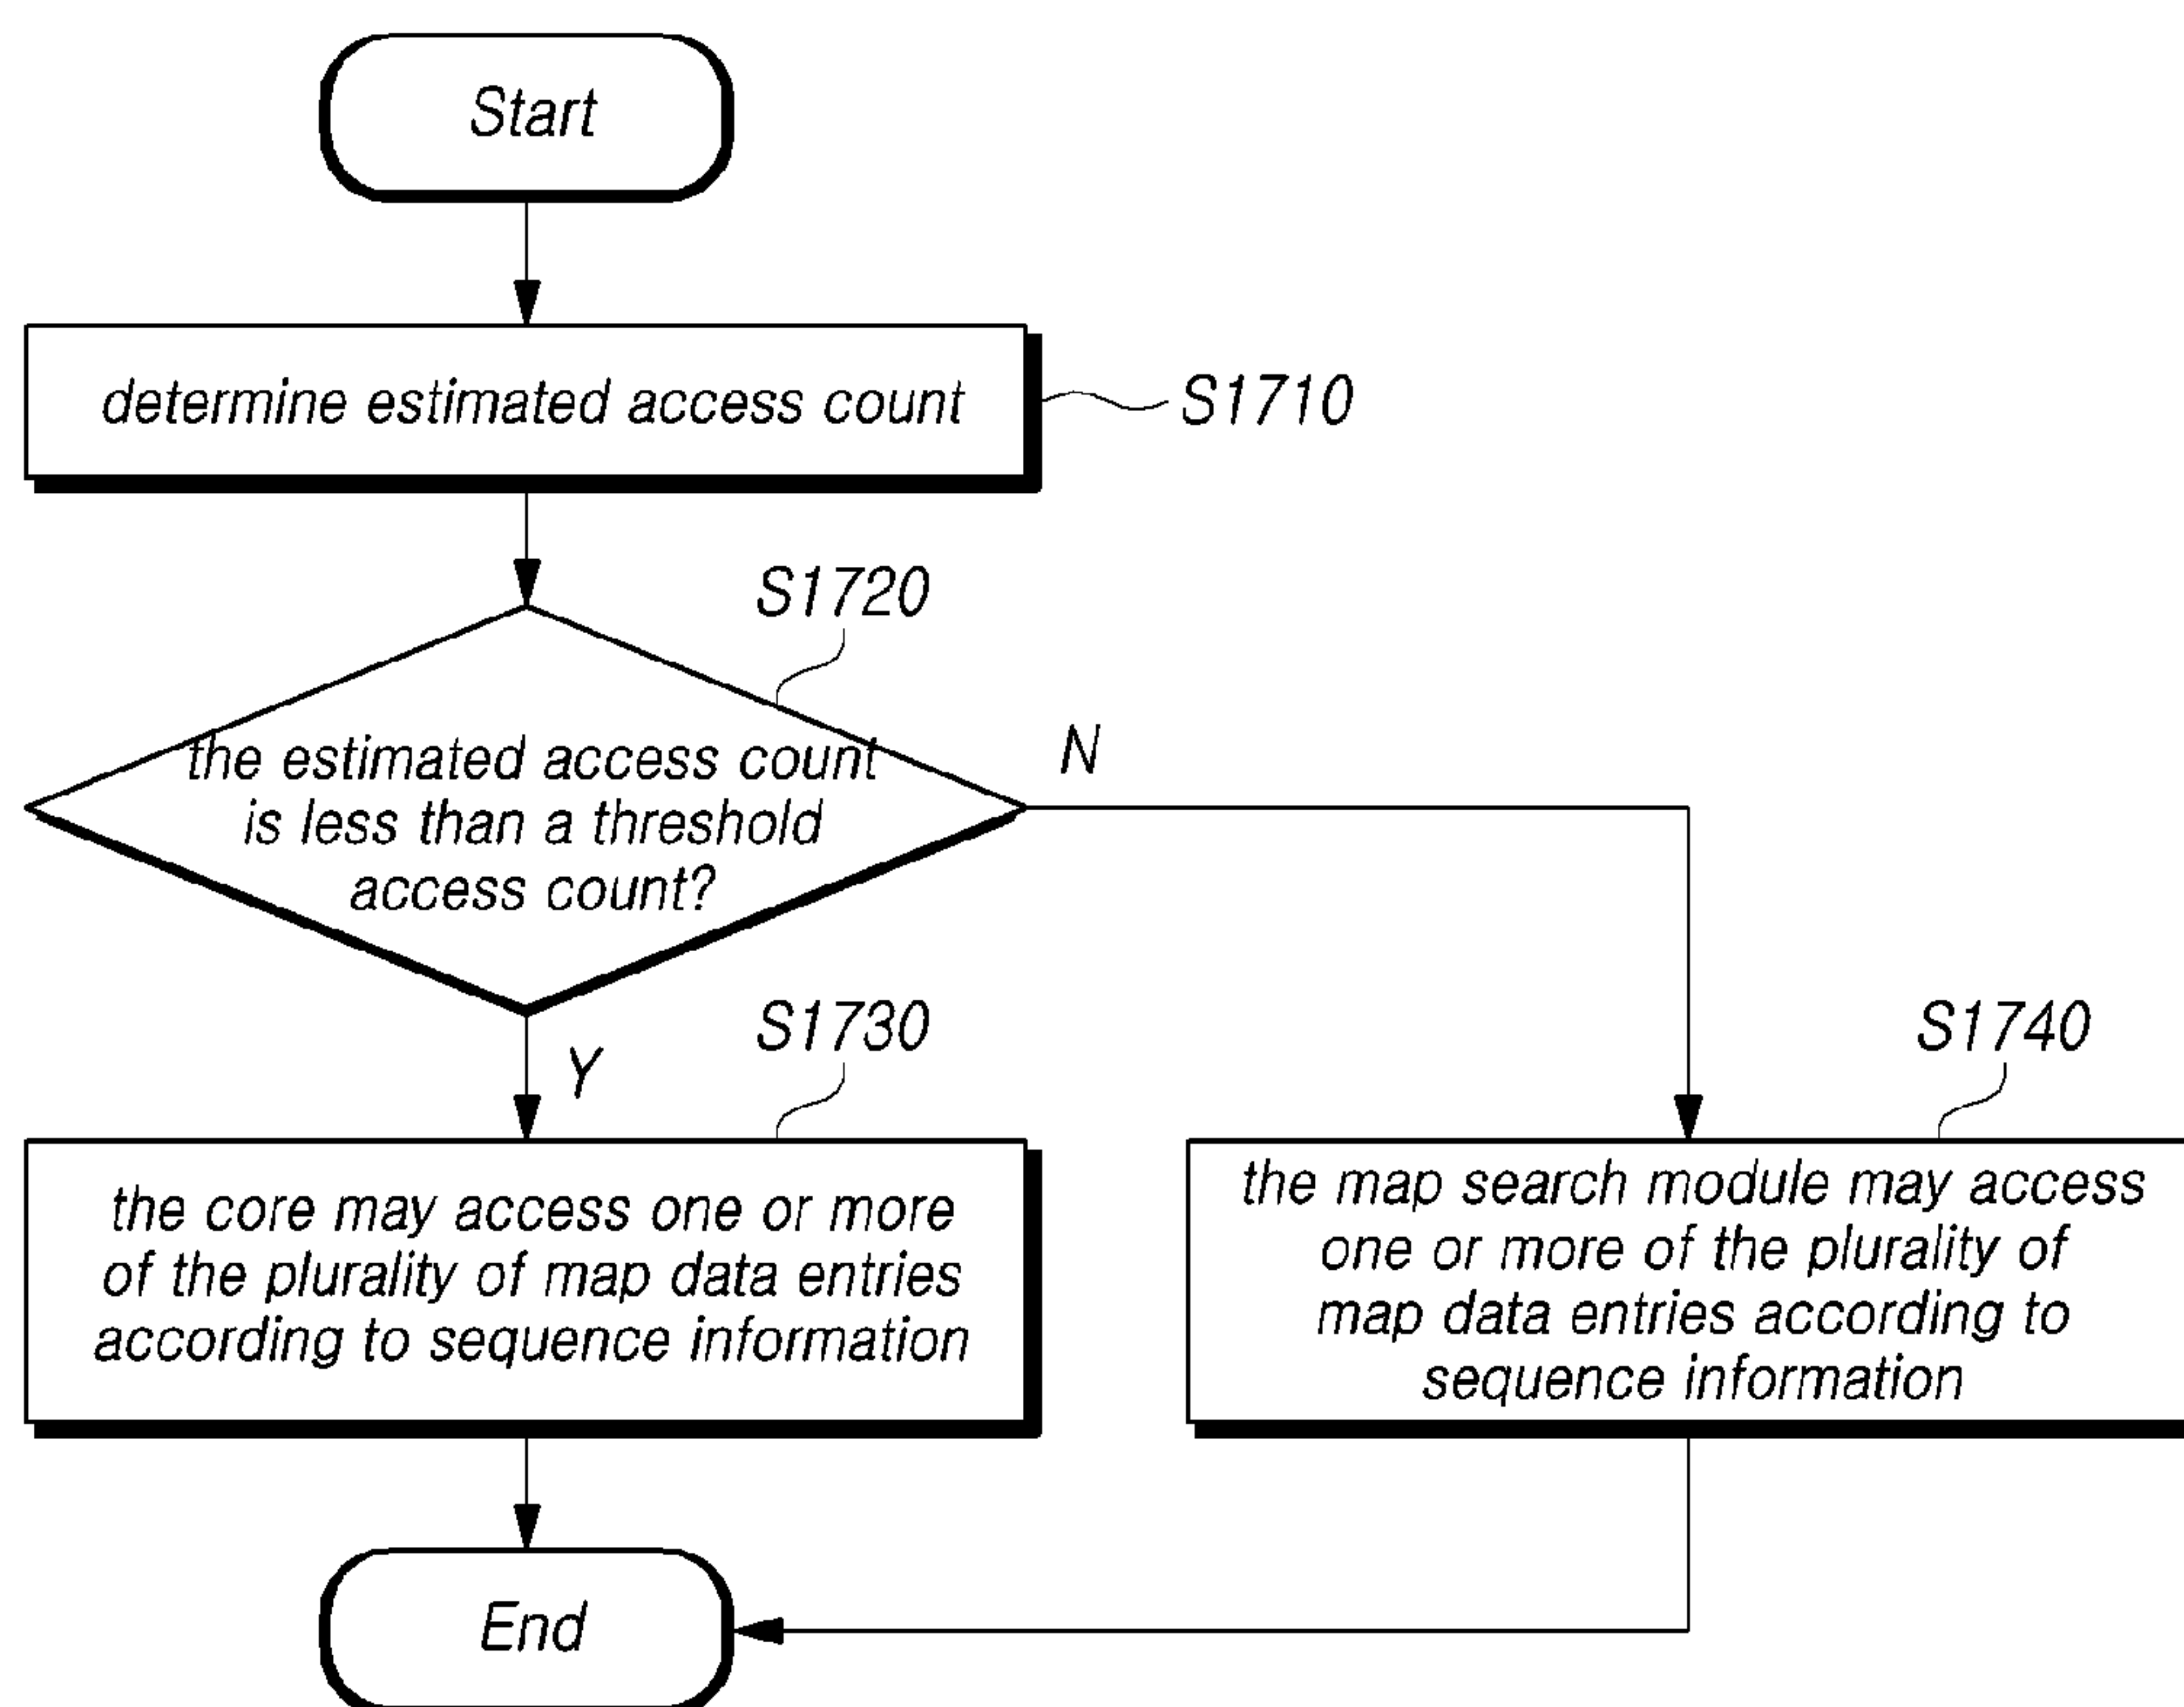 Start
determine estimated access count
S1710
S1720
the estimated access count
is less than a threshold
access count?
N
Y
S1730
the core may access one or more
of the plurality of map data entries
according to sequence information
S1740
the map search module may access
one or more of the plurality of
map data entries according to
sequence information
End